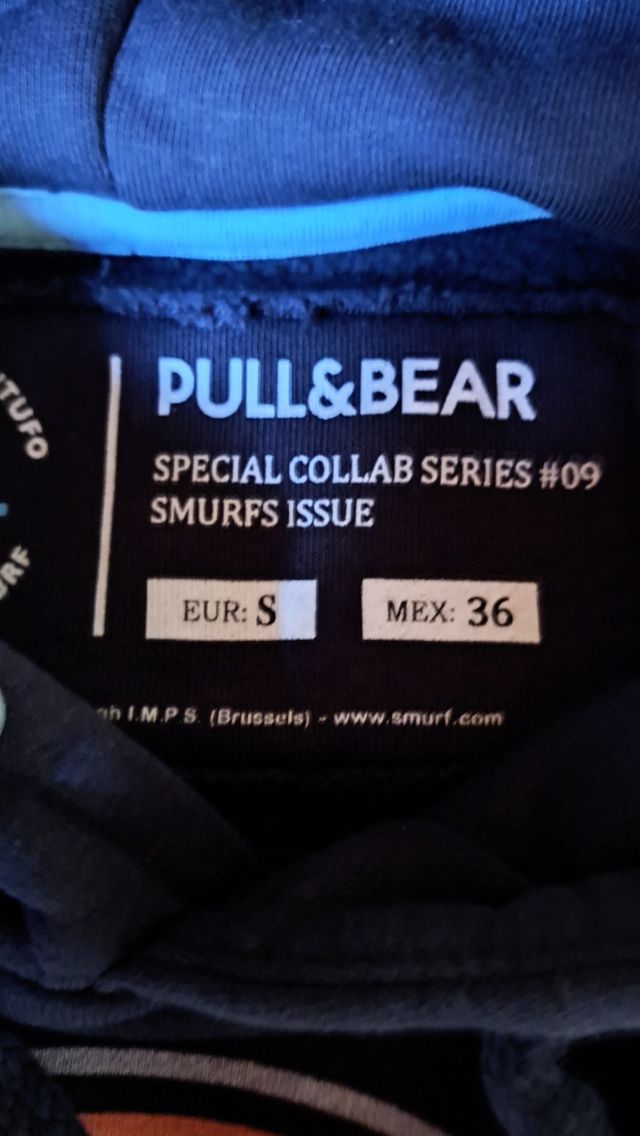 PULL&BEAR
SPECIAL COLLAB SERIES #09
SMURFS ISSUE
EUR: S
MEX: 36
I.M.P.S. (Brussels) - www.smurf.com